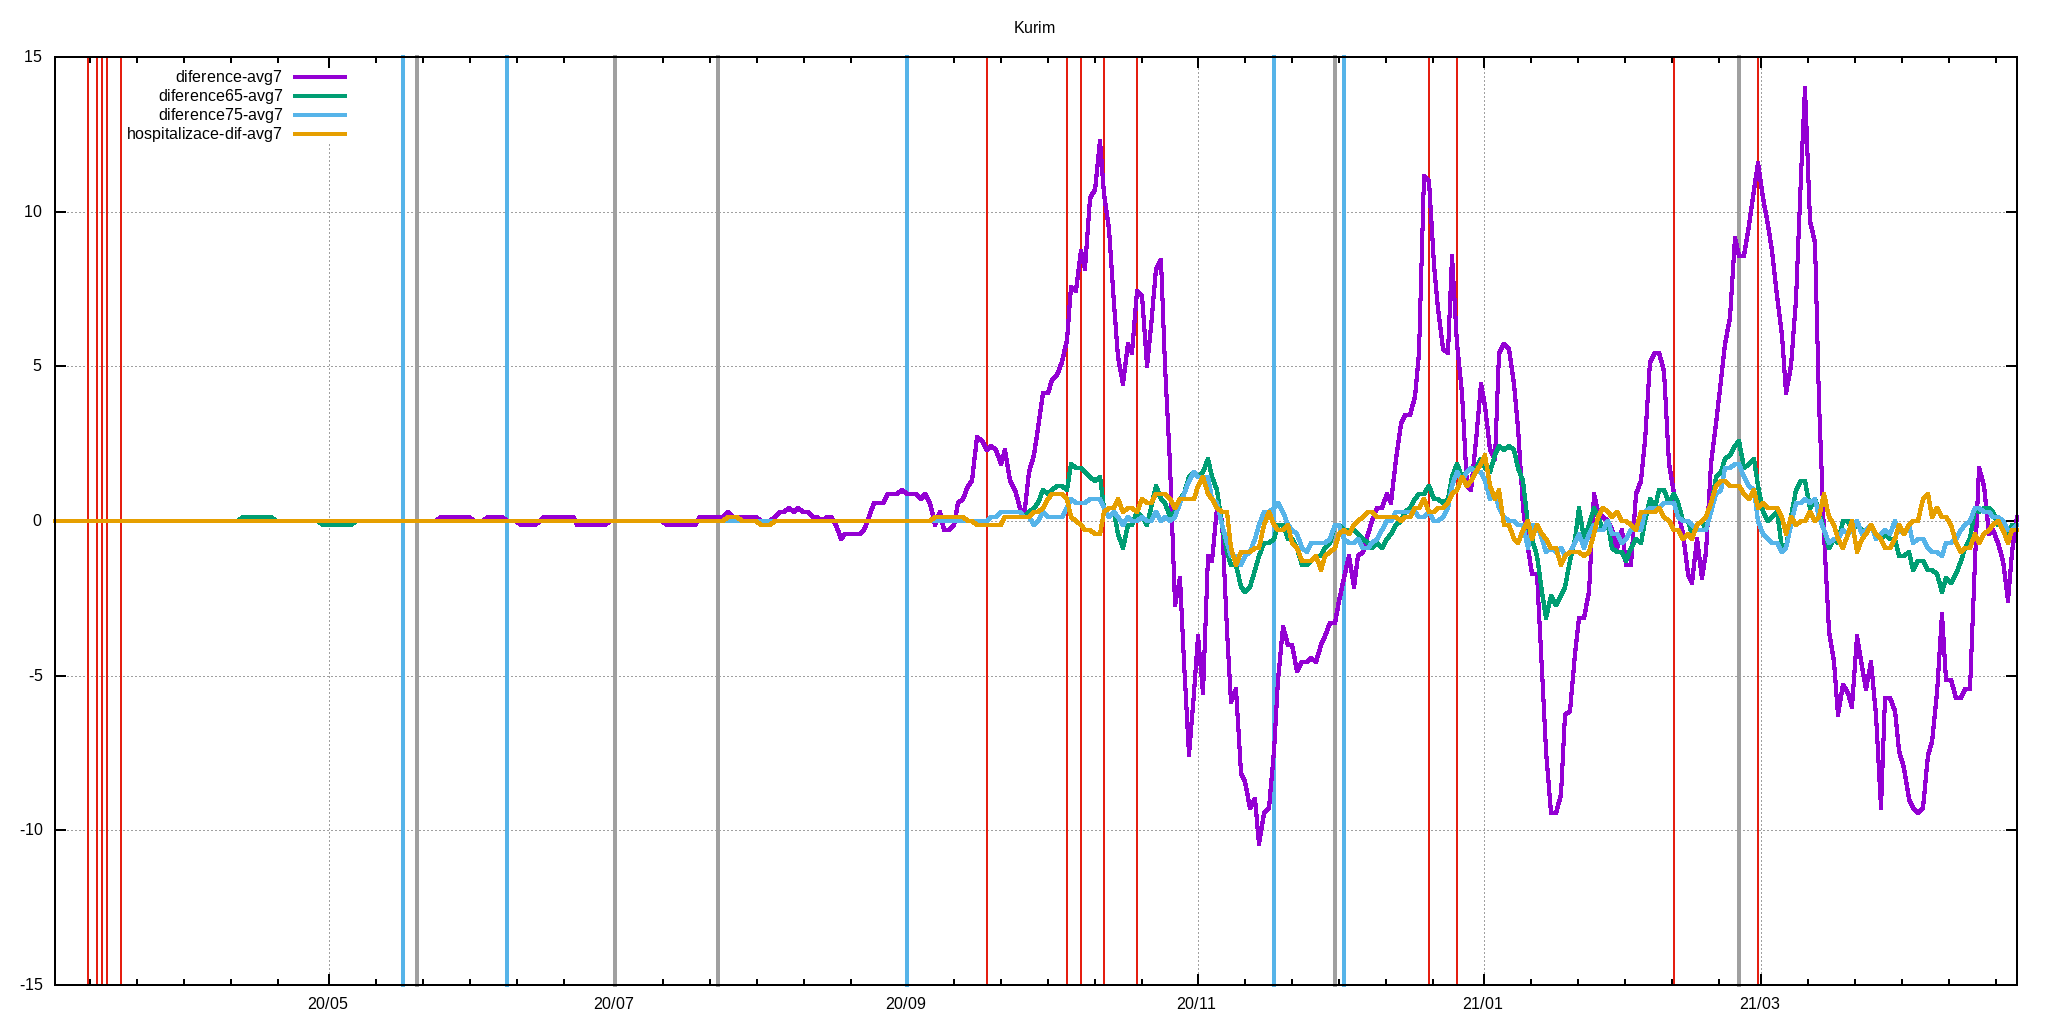 Kurim
15
diference-avg7
diference65-avg7
diference75-avg7
hospitalizace-dif-avg7
10
5
0
-5
-10
-15
20/05 20/07 20/09 20/11 21/01 21/03